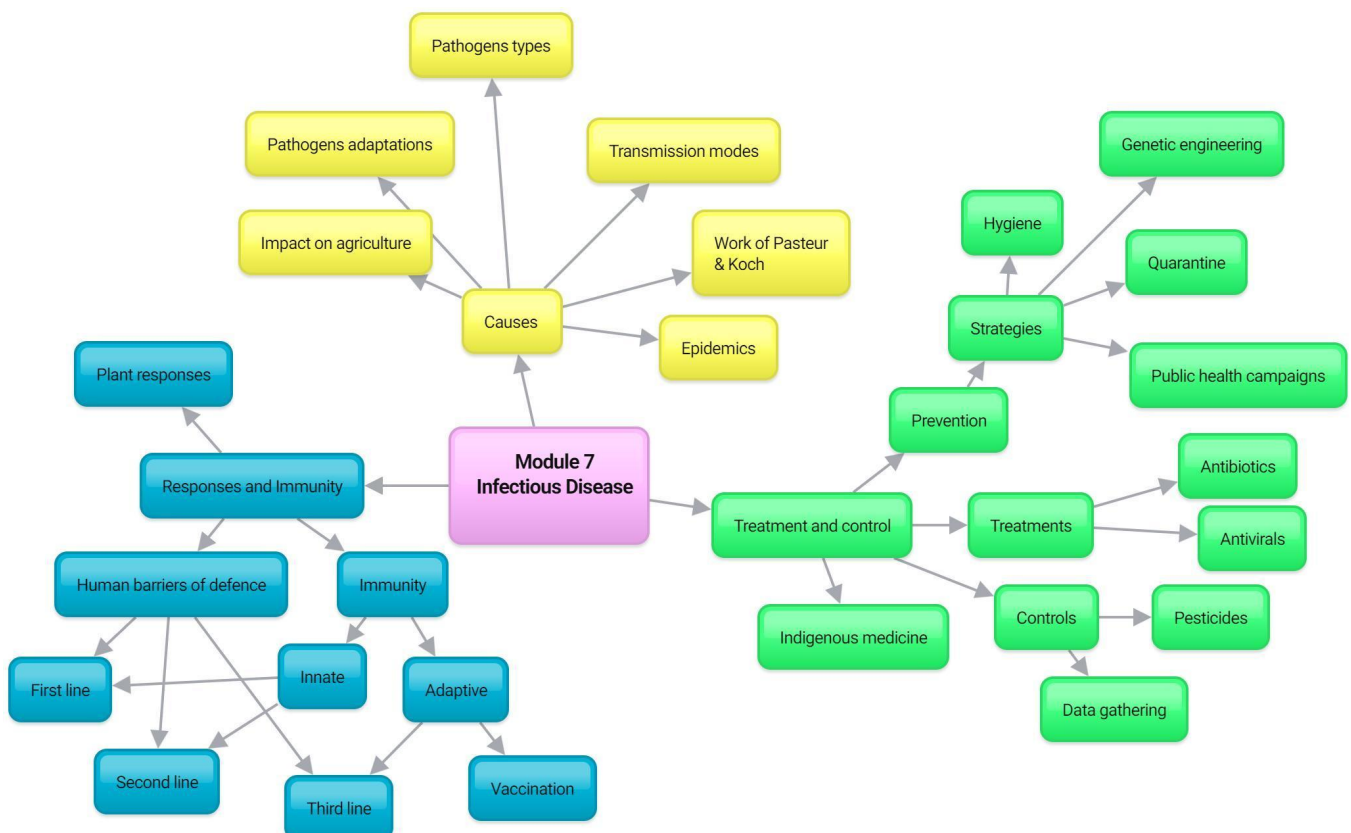 Pathogens types
Pathogens adaptations
Transmission modes
Impact on agriculture
Work of Pasteur
& Koch
Causes
Epidemics
Genetic engineering
Hygiene
Quarantine
Strategies
Public health campaigns
Prevention
Plant responses
Module 7
Infectious Disease
Responses and Immunity
Antibiotics
Treatment and control
Treatments
Antivirals
Human barriers of defence
Immunity
Indigenous medicine
Controls
Pesticides
First line
Innate
Adaptive
Data gathering
Second line
Third line
Vaccination